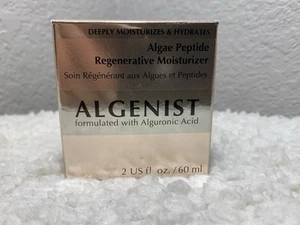 DEEPLY MOISTURIZES & HYDRATES
Algae Peptide
Regenerative Moisturizer
Soin Régénérant aux Algues et Peptides
ALGENIST
formulated with Alguronic Acid
2 US fl oz./60 ml